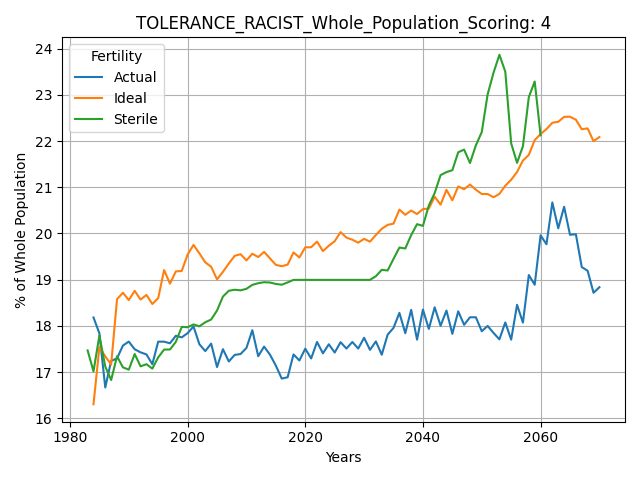 TOLERANCE_RACIST_Whole_Population_Scoring: 4
Fertility
Actual
Ideal
Sterile
% of Whole Population
24
23
22
21
20
19
18
17
16
1980
2000
2020
2040
2060
Years